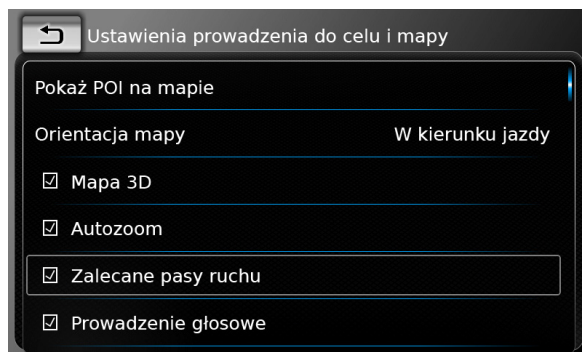 Ustawienia prowadzenia do celu i mapy
Pokaż POI na mapie
Orientacja mapy W kierunku jazdy
Mapa 3D
Autozoom
Zalecane pasy ruchu
Prowadzenie głosowe